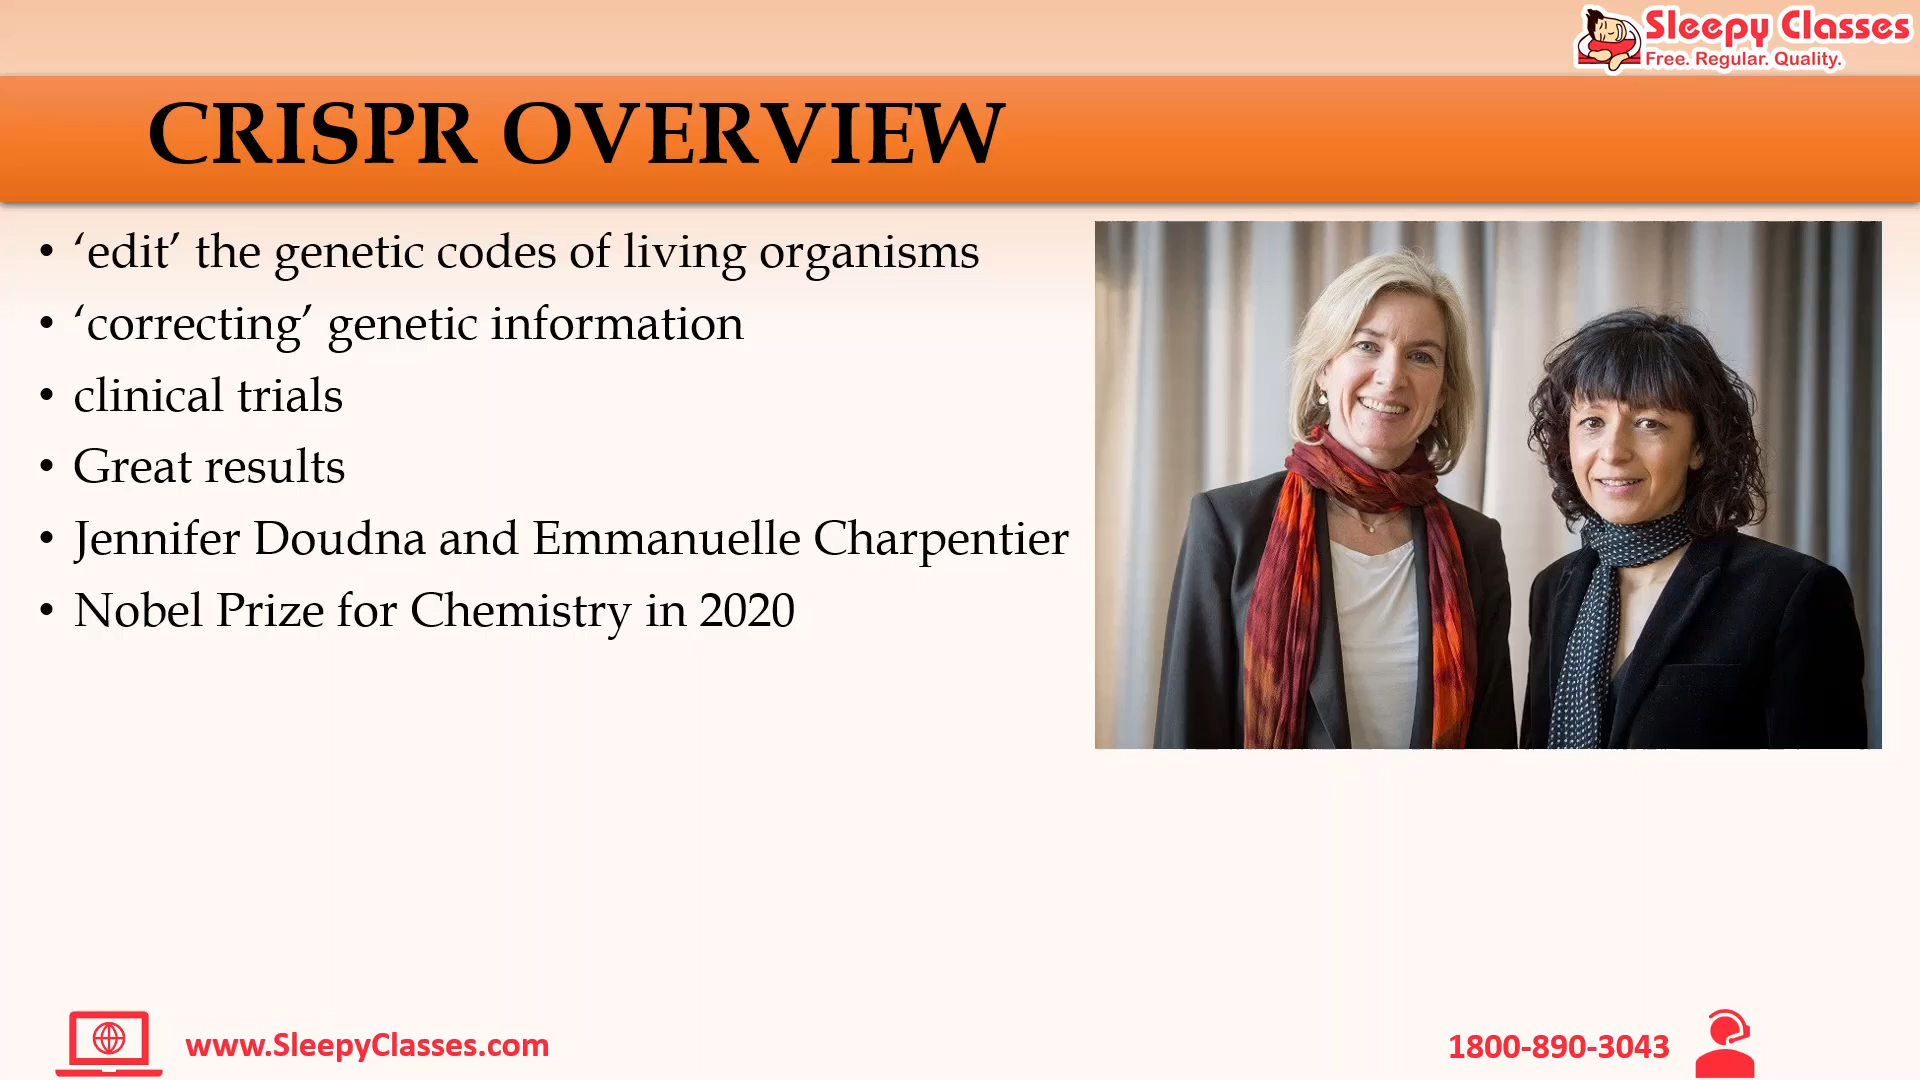 Sleepy Classes
Free. Regular. Quality.
CRISPR OVERVIEW
• ‘edit’ the genetic codes of living organisms
• ‘correcting’ genetic information
• clinical trials
• Great results
• Jennifer Doudna and Emmanuelle Charpentier
• Nobel Prize for Chemistry in 2020
www.SleepyClasses.com
1800-890-3043